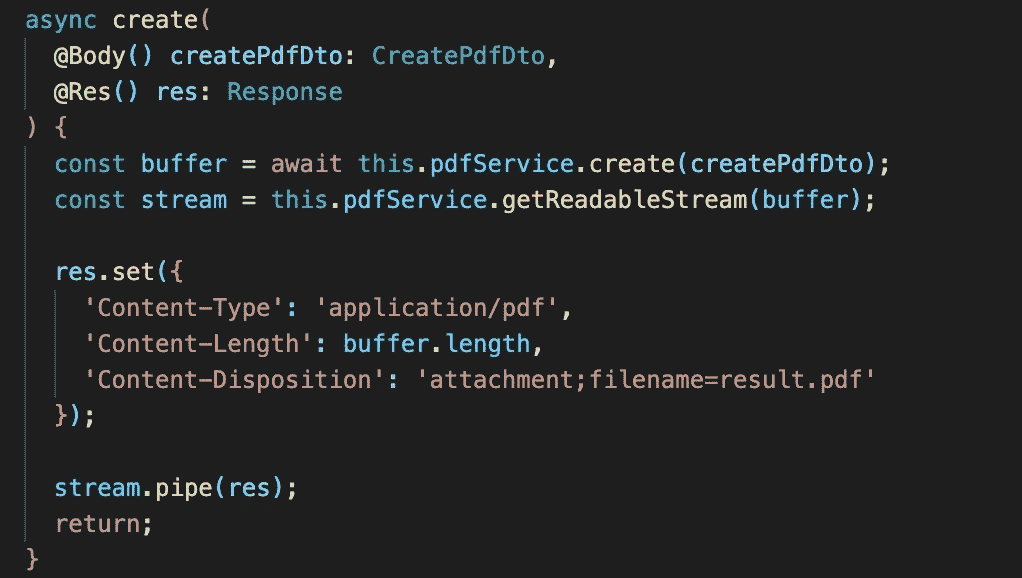 async create(
  @Body() createPdfDto: CreatePdfDto,
  @Res() res: Response
) {
  const buffer = await this.pdfService.create(createPdfDto);
  const stream = this.pdfService.getReadableStream(buffer);

  res.set({
    'Content-Type': 'application/pdf',
    'Content-Length': buffer.length,
    'Content-Disposition': 'attachment;filename=result.pdf'
  });

  stream.pipe(res);
  return;
}